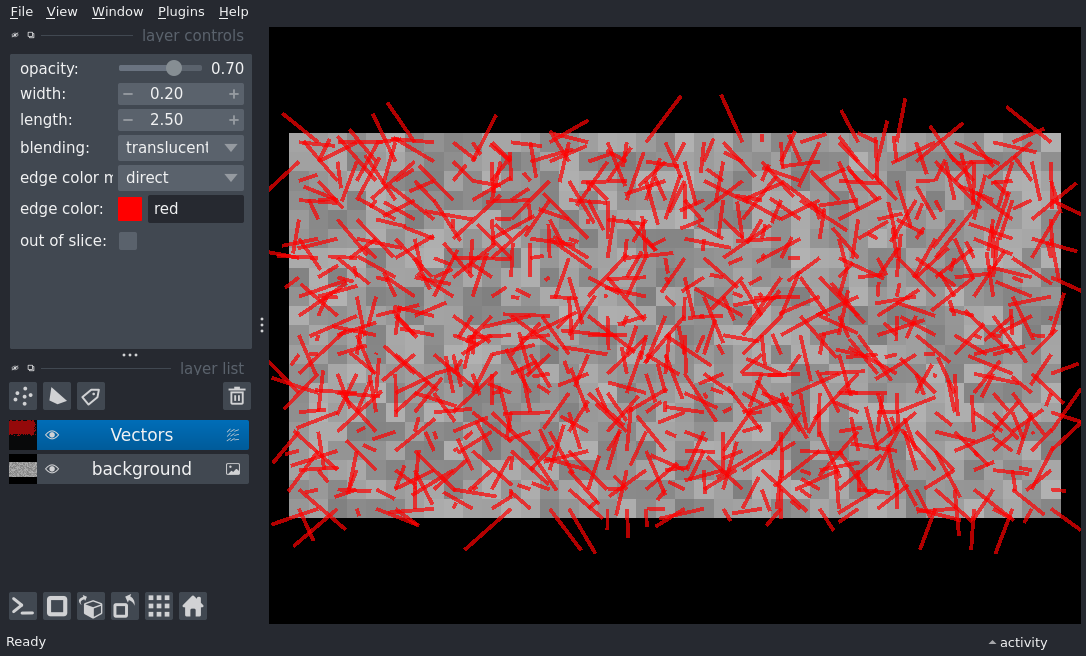 File View Window Plugins Help
layer controls
opacity: 0.70
width: 0.20
length: 2.50
blending: translucent
edge color m direct
edge color: red
out of slice:
layer list
Vectors
background
Ready
activity